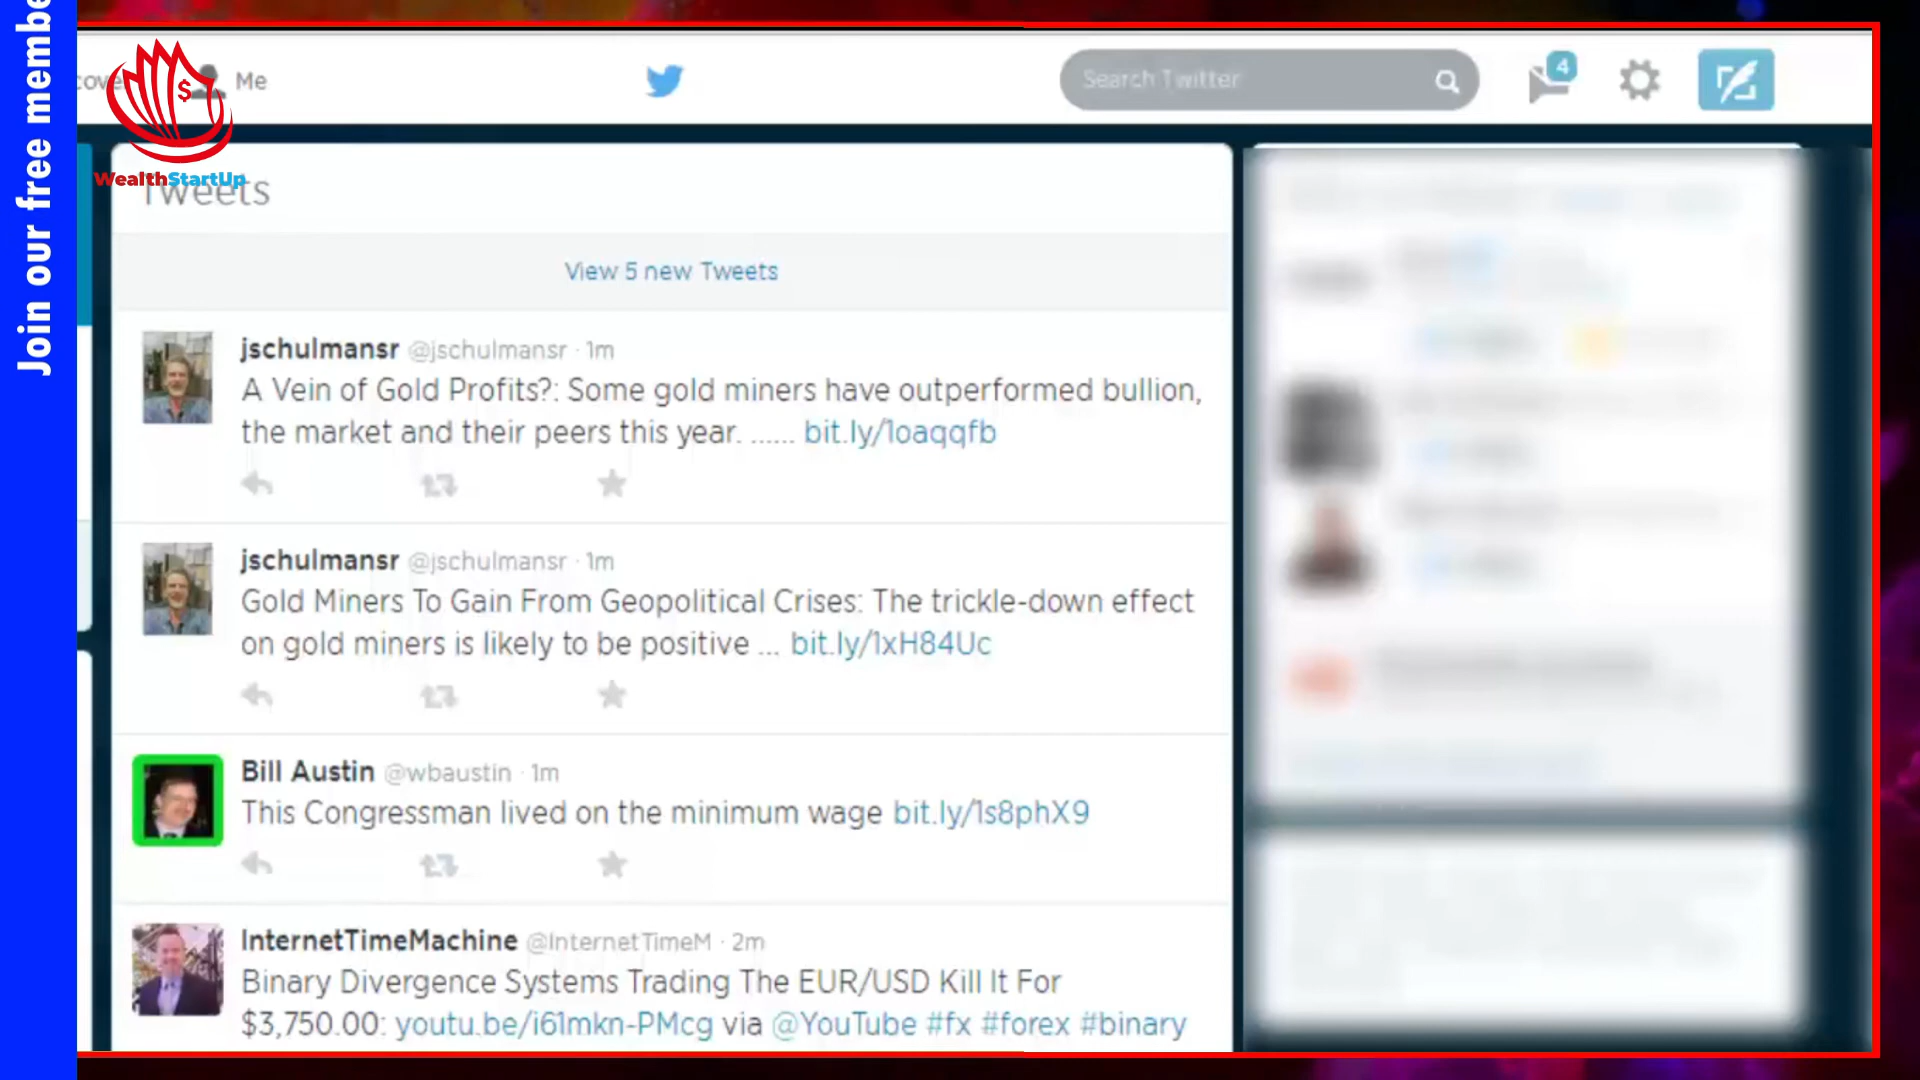 Join our free membe
cove
Me
Search Twitter
4
WealthStartUp
Tweets
View 5 new Tweets
jschulmansr @jschulmansr · 1m
A Vein of Gold Profits?: Some gold miners have outperformed bullion,
the market and their peers this year. ...... bit.ly/1oaqqfb
jschulmansr @jschulmansr · 1m
Gold Miners To Gain From Geopolitical Crises: The trickle-down effect
on gold miners is likely to be positive ... bit.ly/1xH84Uc
Bill Austin @wbaustin · 1m
This Congressman lived on the minimum wage bit.ly/1s8phX9
InternetTimeMachine @InternetTimeM · 2m
Binary Divergence Systems Trading The EUR/USD Kill It For
$3,750.00: youtu.be/i61mkn-PMcg via @YouTube #fx #forex #binary